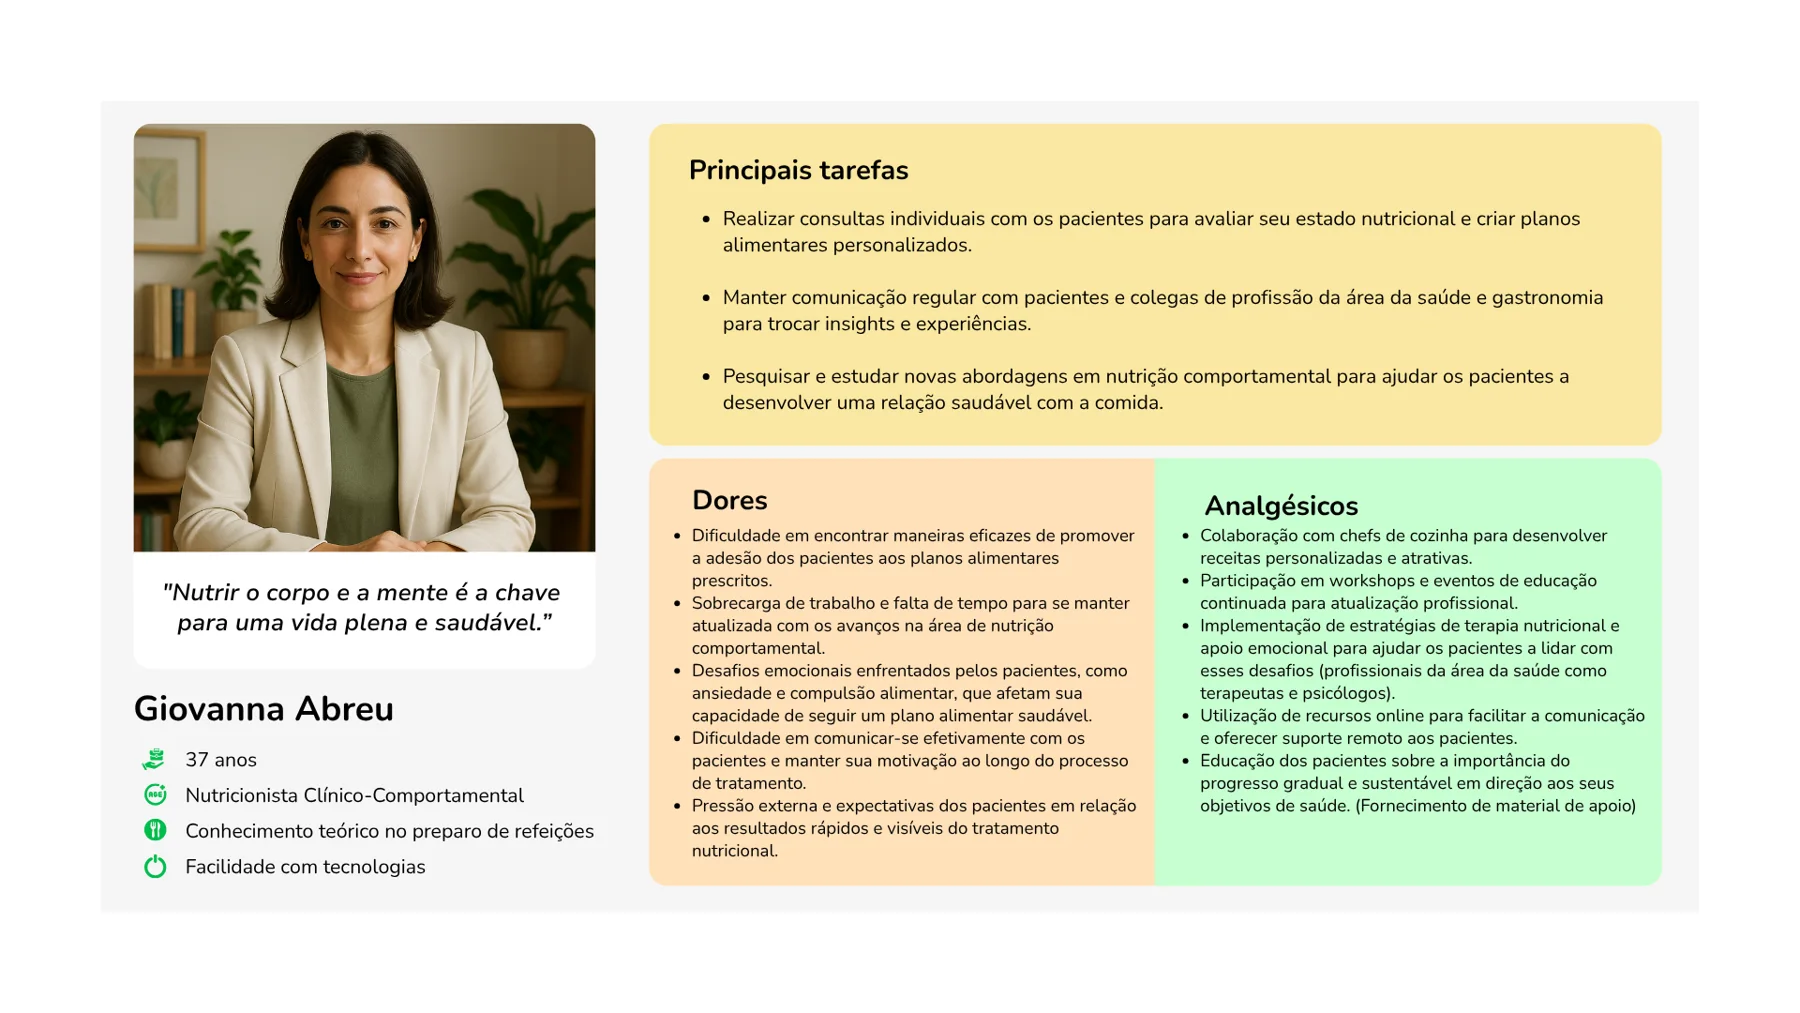 "Nutrir o corpo e a mente é a chave
para uma vida plena e saudável.”
Giovanna Abreu
37 anos
AGE
Nutricionista Clínico-Comportamental
Conhecimento teórico no preparo de refeições
Facilidade com tecnologias
Principais tarefas
• Realizar consultas individuais com os pacientes para avaliar seu estado nutricional e criar planos
alimentares personalizados.
• Manter comunicação regular com pacientes e colegas de profissão da área da saúde e gastronomia
para trocar insights e experiências.
• Pesquisar e estudar novas abordagens em nutrição comportamental para ajudar os pacientes a
desenvolver uma relação saudável com a comida.
Dores
• Dificuldade em encontrar maneiras eficazes de promover
a adesão dos pacientes aos planos alimentares
prescritos.
• Sobrecarga de trabalho e falta de tempo para se manter
atualizada com os avanços na área de nutrição
comportamental.
• Desafios emocionais enfrentados pelos pacientes, como
ansiedade e compulsão alimentar, que afetam sua
capacidade de seguir um plano alimentar saudável.
• Dificuldade em comunicar-se efetivamente com os
pacientes e manter sua motivação ao longo do processo
de tratamento.
• Pressão externa e expectativas dos pacientes em relação
aos resultados rápidos e visíveis do tratamento
nutricional.
Analgésicos
• Colaboração com chefs de cozinha para desenvolver
receitas personalizadas e atrativas.
• Participação em workshops e eventos de educação
continuada para atualização profissional.
• Implementação de estratégias de terapia nutricional e
apoio emocional para ajudar os pacientes a lidar com
esses desafios (profissionais da área da saúde como
terapeutas e psicólogos).
• Utilização de recursos online para facilitar a comunicação
e oferecer suporte remoto aos pacientes.
• Educação dos pacientes sobre a importância do
progresso gradual e sustentável em direção aos seus
objetivos de saúde. (Fornecimento de material de apoio)